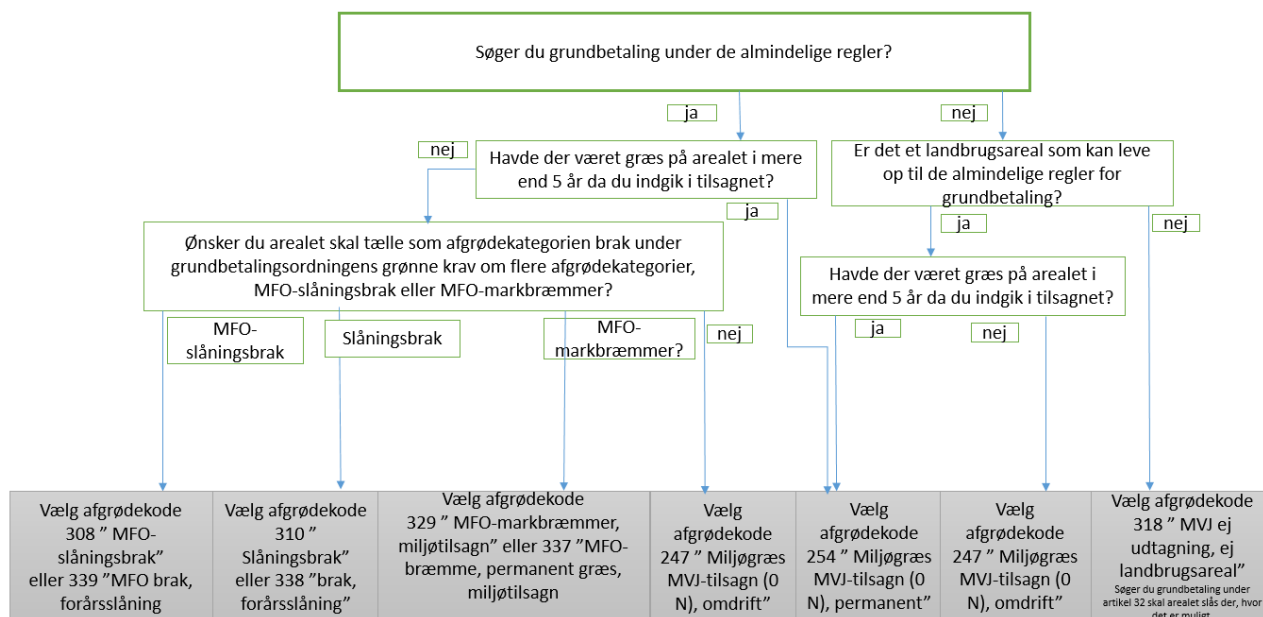 Søger du grundbetaling under de almindelige regler?
ja
nej
nej
Havde der været græs på arealet i mere
end 5 år da du indgik i tilsagnet?
Er det et landbrugsareal som kan leve
op til de almindelige regler for
grundbetaling?
ja
ja
nej
Ønsker du arealet skal tælle som afgrødekategorien brak under
grundbetalingsordningens grønne krav om flere afgrødekategorier,
MFO-slåningsbrak eller MFO-markbræmmer?
Havde der været græs på arealet i
mere end 5 år da du indgik i tilsagnet?
MFO-
slåningsbrak
Slåningsbrak
MFO-
markbræmmer?
nej
ja
nej
Vælg afgrødekode
308 ” MFO-
slåningsbrak”
eller 339 ”MFO brak,
forårsslåning
Vælg afgrødekode
310 ”
Slåningsbrak”
eller 338 ”brak,
forårsslåning”
Vælg afgrødekode
329 ” MFO-markbræmmer,
miljøtilsagn” eller 337 ”MFO-
bræmme, permanent græs,
miljøtilsagn
Vælg
afgrødekode
247 ” Miljøgræs
MVJ-tilsagn (0
N), omdrift”
Vælg
afgrødekode
254 ” Miljøgræs
MVJ-tilsagn (0
N), permanent”
Vælg
afgrødekode
247 ” Miljøgræs
MVJ-tilsagn (0
N), omdrift”
Vælg afgrødekode
318 ” MVJ ej
udtagning, ej
landbrugsareal”
Søger du grundbetaling under
artikel 32 skal arealet slås der, hvor
det er muligt